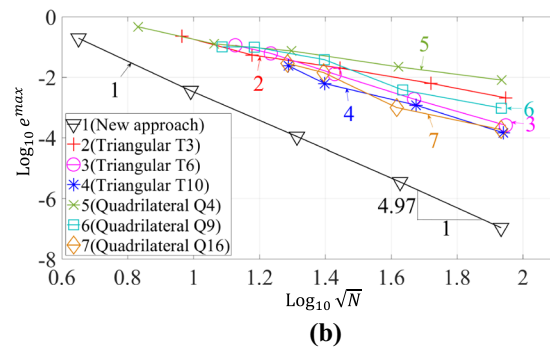 0
-2
-4
-6
-8
Log₁₀ eᵐᵃˣ
1
2
3
4
5
6
7
4.97
1
▽ 1(New approach)
+ 2(Triangular T3)
○ 3(Triangular T6)
* 4(Triangular T10)
× 5(Quadrilateral Q4)
□ 6(Quadrilateral Q9)
◇ 7(Quadrilateral Q16)
0.6 0.8 1 1.2 1.4 1.6 1.8 2
Log₁₀ √N
(b)